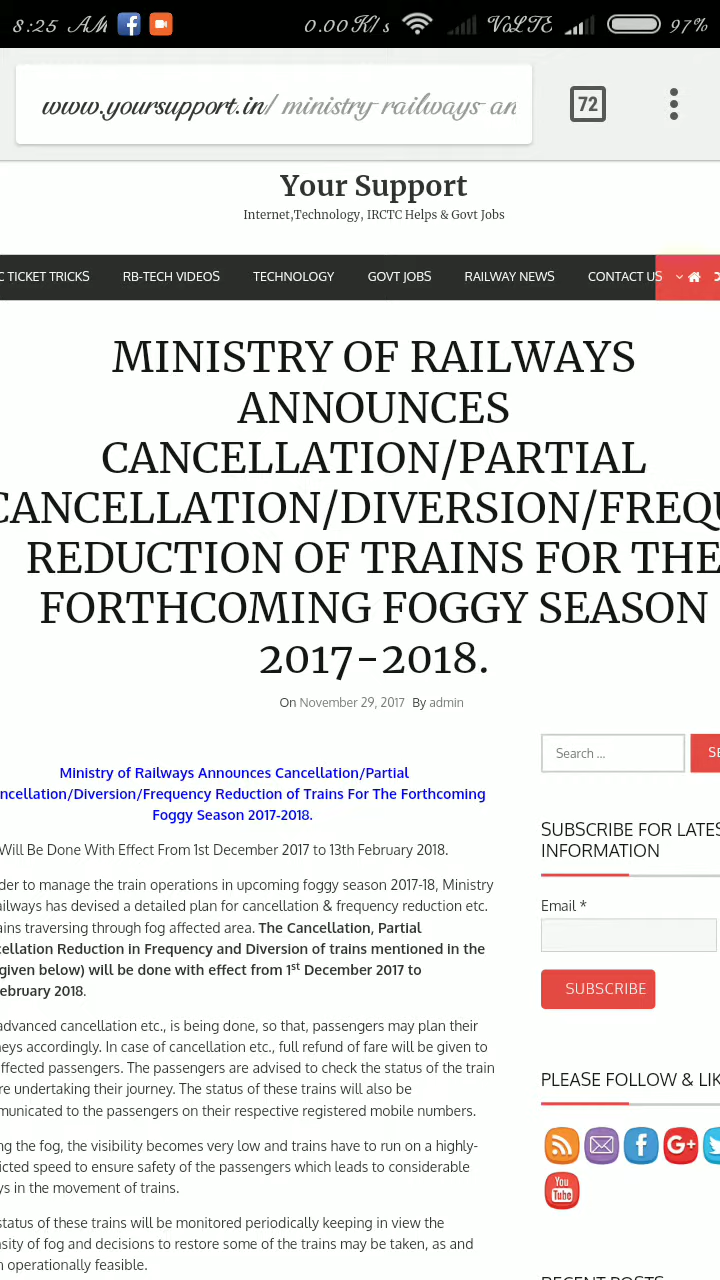 8:25 AM 0.00K/s VoLTE 97%
www.yoursupport.in/ministry-railways-an
72
Your Support
Internet,Technology, IRCTC Helps & Govt Jobs
C TICKET TRICKS RB-TECH VIDEOS TECHNOLOGY GOVT JOBS RAILWAY NEWS CONTACT US
MINISTRY OF RAILWAYS
ANNOUNCES
CANCELLATION/PARTIAL
CANCELLATION/DIVERSION/FREQU
REDUCTION OF TRAINS FOR THE
FORTHCOMING FOGGY SEASON
2017-2018.
On November 29, 2017 By admin
Ministry of Railways Announces Cancellation/Partial
ncellation/Diversion/Frequency Reduction of Trains For The Forthcoming
Foggy Season 2017-2018.
Will Be Done With Effect From 1st December 2017 to 13th February 2018.
der to manage the train operations in upcoming foggy season 2017-18, Ministry
ailways has devised a detailed plan for cancellation & frequency reduction etc.
ains traversing through fog affected area. The Cancellation, Partial
cellation Reduction in Frequency and Diversion of trains mentioned in the
given below) will be done with effect from 1st December 2017 to
ebruary 2018.
advanced cancellation etc., is being done, so that, passengers may plan their
neys accordingly. In case of cancellation etc., full refund of fare will be given to
ffected passengers. The passengers are advised to check the status of the train
re undertaking their journey. The status of these trains will also be
municated to the passengers on their respective registered mobile numbers.
ng the fog, the visibility becomes very low and trains have to run on a highly-
icted speed to ensure safety of the passengers which leads to considerable
ys in the movement of trains.
status of these trains will be monitored periodically keeping in view the
nsity of fog and decisions to restore some of the trains may be taken, as and
n operationally feasible.
Search ... SE
SUBSCRIBE FOR LATES
INFORMATION
Email *
SUBSCRIBE
PLEASE FOLLOW & LIK
G+
You
Tube
RECENT POSTS